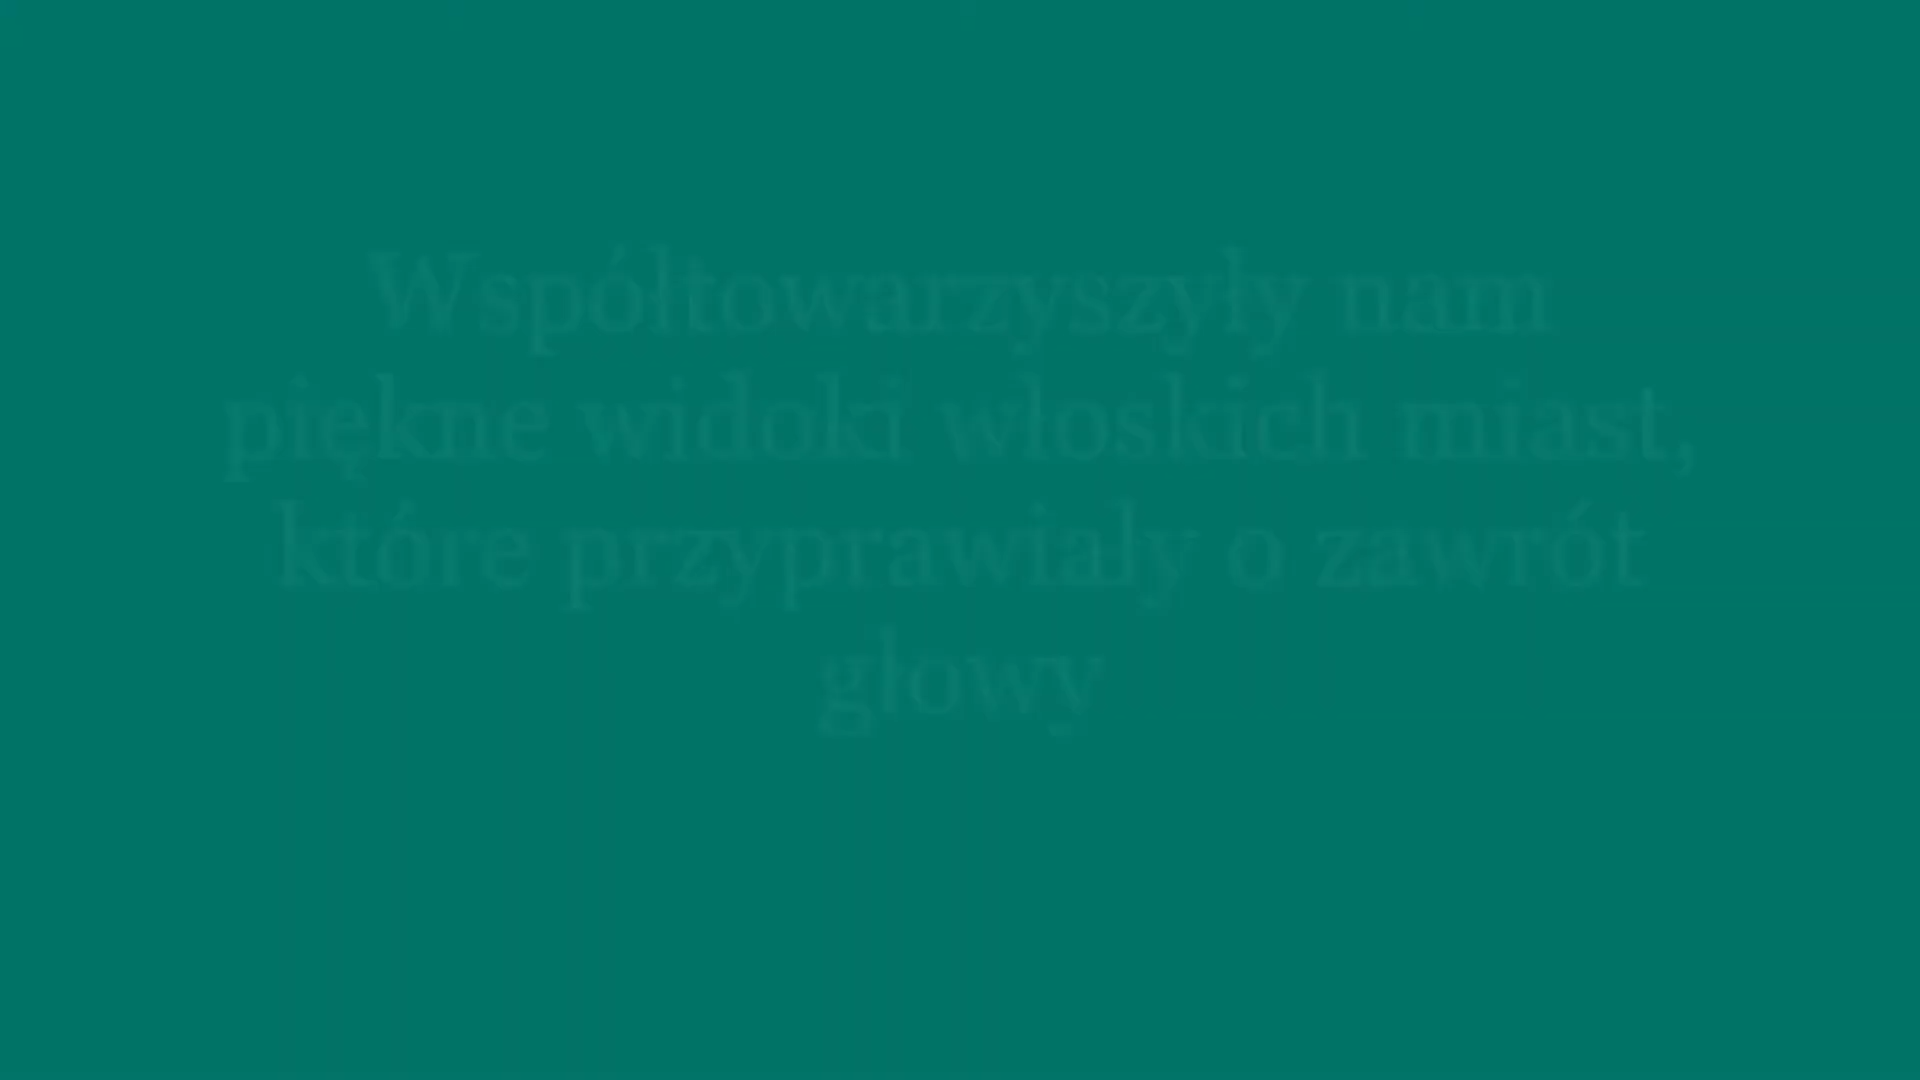 Współtowarzyszyły nam
piękne widoki włoskich miast,
które przyprawiały o zawrót
głowy